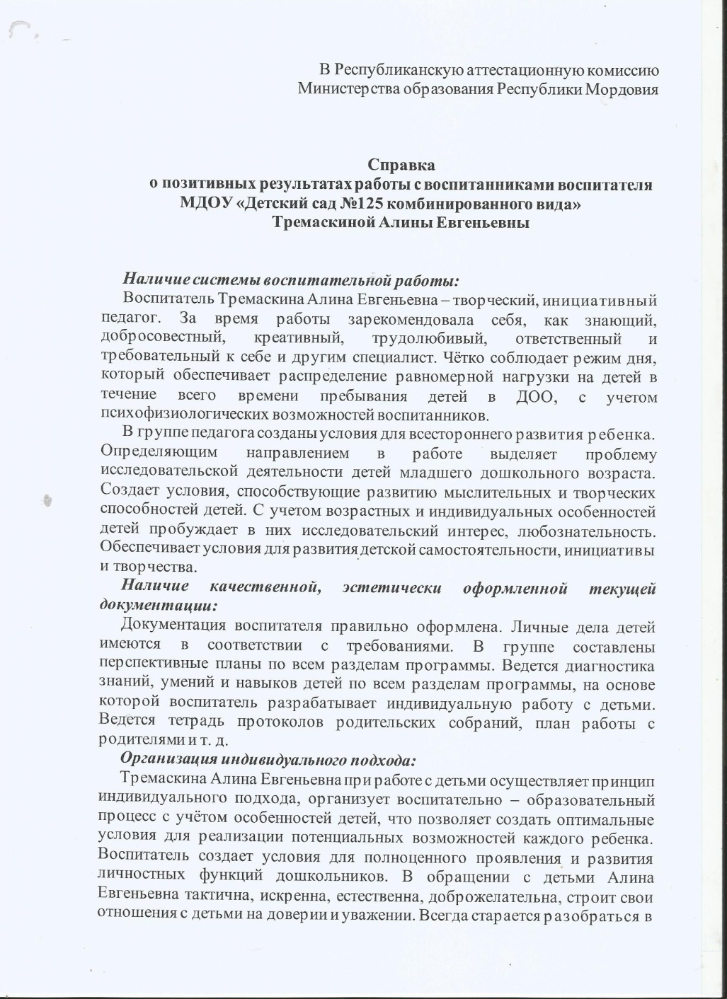 В Республиканскую аттестационную комиссию
Министерства образования Республики Мордовия
Справка
о позитивных результатах работы с воспитанниками воспитателя
МДОУ «Детский сад №125 комбинированного вида»
Тремаскиной Алины Евгеньевны
Наличие системы воспитательной работы:
Воспитатель Тремаскина Алина Евгеньевна – творческий, инициативный
педагог. За время работы зарекомендовала себя, как знающий,
добросовестный, креативный, трудолюбивый, ответственный и
требовательный к себе и другим специалист. Чётко соблюдает режим дня,
который обеспечивает распределение равномерной нагрузки на детей в
течение всего времени пребывания детей в ДОО, с учетом
психофизиологических возможностей воспитанников.
В группе педагога созданы условия для всестороннего развития ребенка.
Определяющим направлением в работе выделяет проблему
исследовательской деятельности детей младшего дошкольного возраста.
Создает условия, способствующие развитию мыслительных и творческих
способностей детей. С учетом возрастных и индивидуальных особенностей
детей пробуждает в них исследовательский интерес, любознательность.
Обеспечивает условия для развития детской самостоятельности, инициативы
и творчества.
Наличие качественной, эстетически оформленной текущей
документации:
Документация воспитателя правильно оформлена. Личные дела детей
имеются в соответствии с требованиями. В группе составлены
перспективные планы по всем разделам программы. Ведется диагностика
знаний, умений и навыков детей по всем разделам программы, на основе
которой воспитатель разрабатывает индивидуальную работу с детьми.
Ведется тетрадь протоколов родительских собраний, план работы с
родителями и т. д.
Организация индивидуального подхода:
Тремаскина Алина Евгеньевна при работе с детьми осуществляет принцип
индивидуального подхода, организует воспитательно – образовательный
процесс с учётом особенностей детей, что позволяет создать оптимальные
условия для реализации потенциальных возможностей каждого ребенка.
Воспитатель создает условия для полноценного проявления и развития
личностных функций дошкольников. В обращении с детьми Алина
Евгеньевна тактична, искренна, естественна, доброжелательна, строит свои
отношения с детьми на доверии и уважении. Всегда старается разобраться в